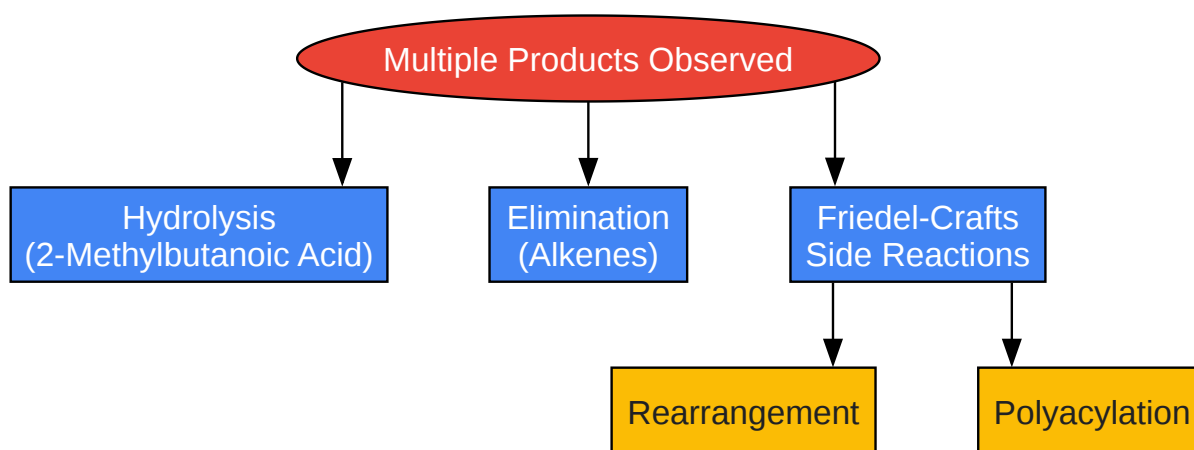 Multiple Products Observed
Hydrolysis
(2-Methylbutanoic Acid)
Elimination
(Alkenes)
Friedel-Crafts
Side Reactions
Rearrangement
Polyacylation